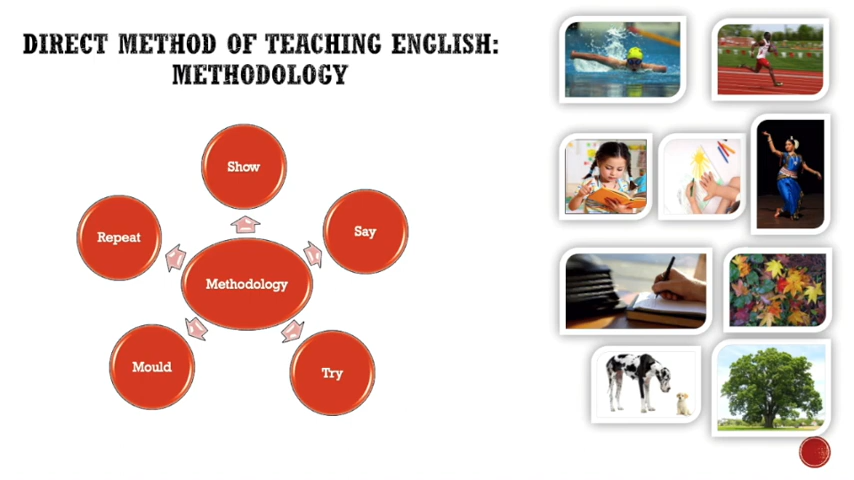 DIRECT METHOD OF TEACHING ENGLISH:
METHODOLOGY
Show
Say
Try
Mould
Repeat
Methodology